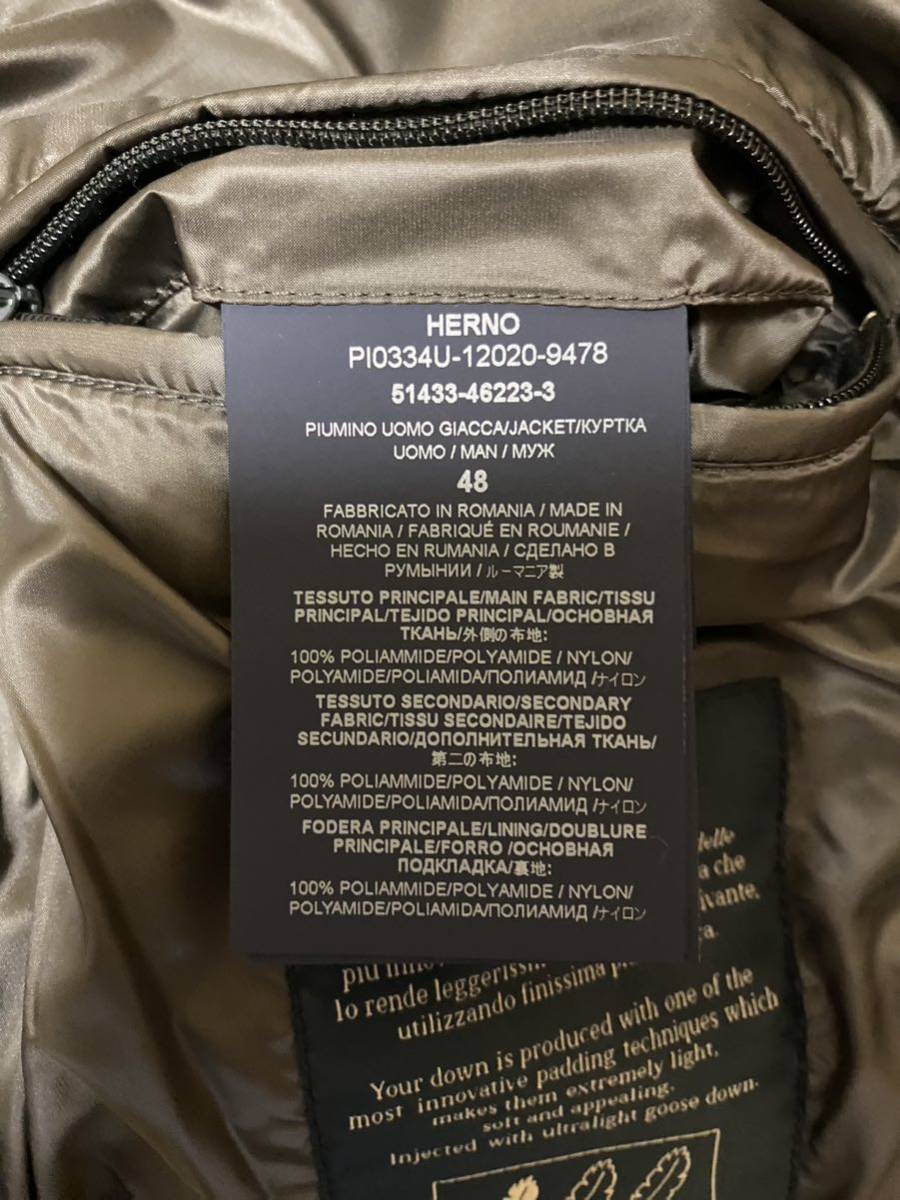 HERNO
PI0334U-12020-9478
51433-46223-3
PIUMINO UOMO GIACCA/JACKET/КУРТКА
UOMO / MAN / МУЖ
48
FABBRICATO IN ROMANIA / MADE IN
ROMANIA / FABRIQUÉ EN ROUMANIE /
HECHO EN RUMANIA / СДЕЛАНО В
РУМЫНИИ / ルーマニア製
TESSUTO PRINCIPALE/MAIN FABRIC/TISSU
PRINCIPAL/TEJIDO PRINCIPAL/ОСНОВНАЯ
ТКАНЬ/外側の布地:
100% POLIAMMIDE/POLYAMIDE / NYLON/
POLYAMIDE/POLIAMIDA/ПОЛИАМИД /ナイロン
TESSUTO SECONDARIO/SECONDARY
FABRIC/TISSU SECONDAIRE/TEJIDO
SECUNDARIO/ДОПОЛНИТЕЛЬНАЯ ТКАНЬ/
第二の布地:
100% POLIAMMIDE/POLYAMIDE / NYLON/
POLYAMIDE/POLIAMIDA/ПОЛИАМИД /ナイロン
FODERA PRINCIPALE/LINING/DOUBLURE
PRINCIPALE/FORRO /ОСНОВНАЯ
ПОДКЛАДКА/裏地:
100% POLIAMMIDE/POLYAMIDE / NYLON/
POLYAMIDE/POLIAMIDA/ПОЛИАМИД /ナイロン
che
più
lo rende
utilizzando finissima
Your down is produced with one of the
most innovative padding techniques which
makes them extremely light,
soft and appealing.
Injected with ultralight goose down.